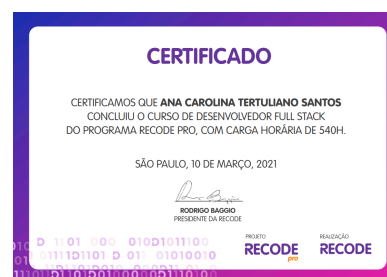 CERTIFICADO
CERTIFICAMOS QUE ANA CAROLINA TERTULIANO SANTOS
CONCLUIU O CURSO DE DESENVOLVEDOR FULL STACK
DO PROGRAMA RECODE PRO, COM CARGA HORÁRIA DE 540H.
SÃO PAULO, 10 DE MARÇO, 2021
RODRIGO BAGGIO
PRESIDENTE DA RECODE
PROJETO
RECODE
pro
REALIZAÇÃO
RECODE